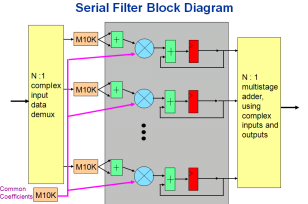 Serial Filter Block Diagram
N :1
complex
input
data
demux
M10K
+
+
M10K
+
+
M10K
+
+
N : 1
multistage
adder,
using
complex
inputs and
outputs
Common
Coefficients
M10K